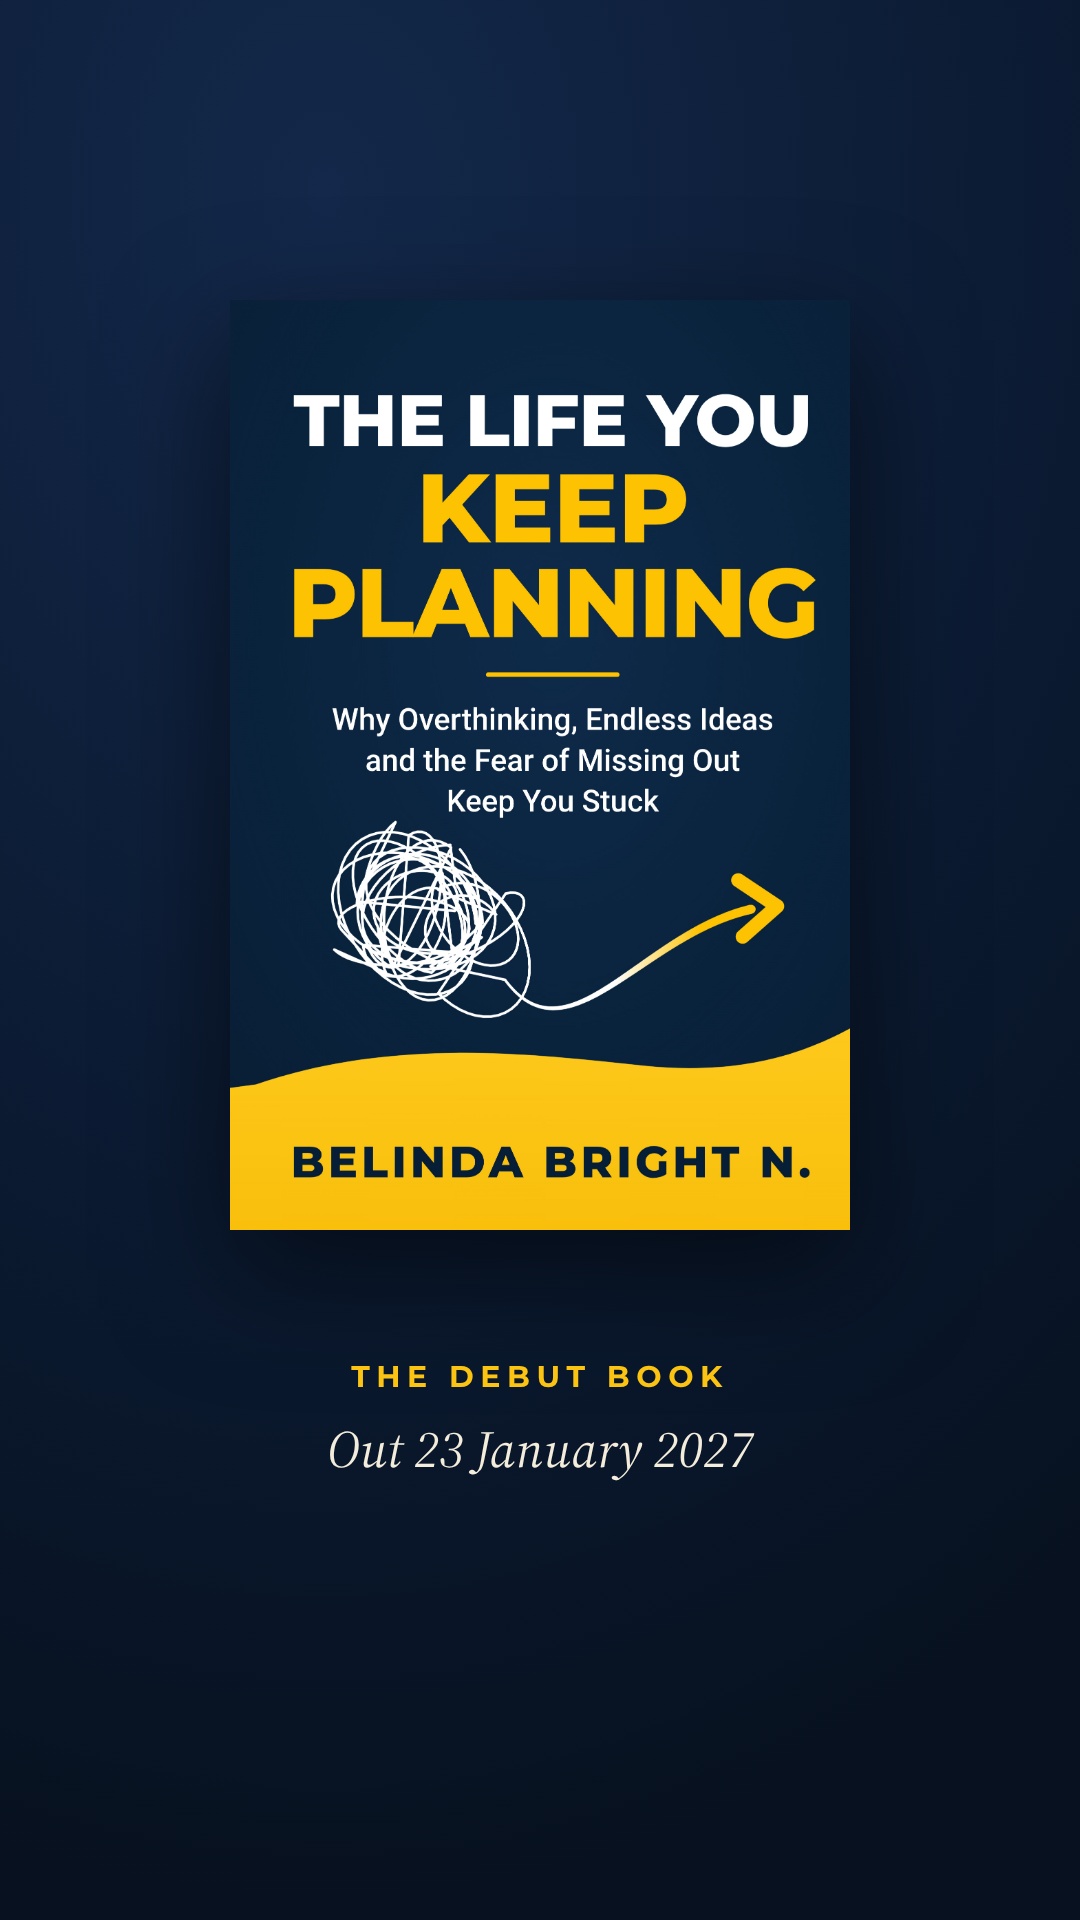 THE LIFE YOU
KEEP
PLANNING
Why Overthinking, Endless Ideas
and the Fear of Missing Out
Keep You Stuck
BELINDA BRIGHT N.
THE DEBUT BOOK
Out 23 January 2027